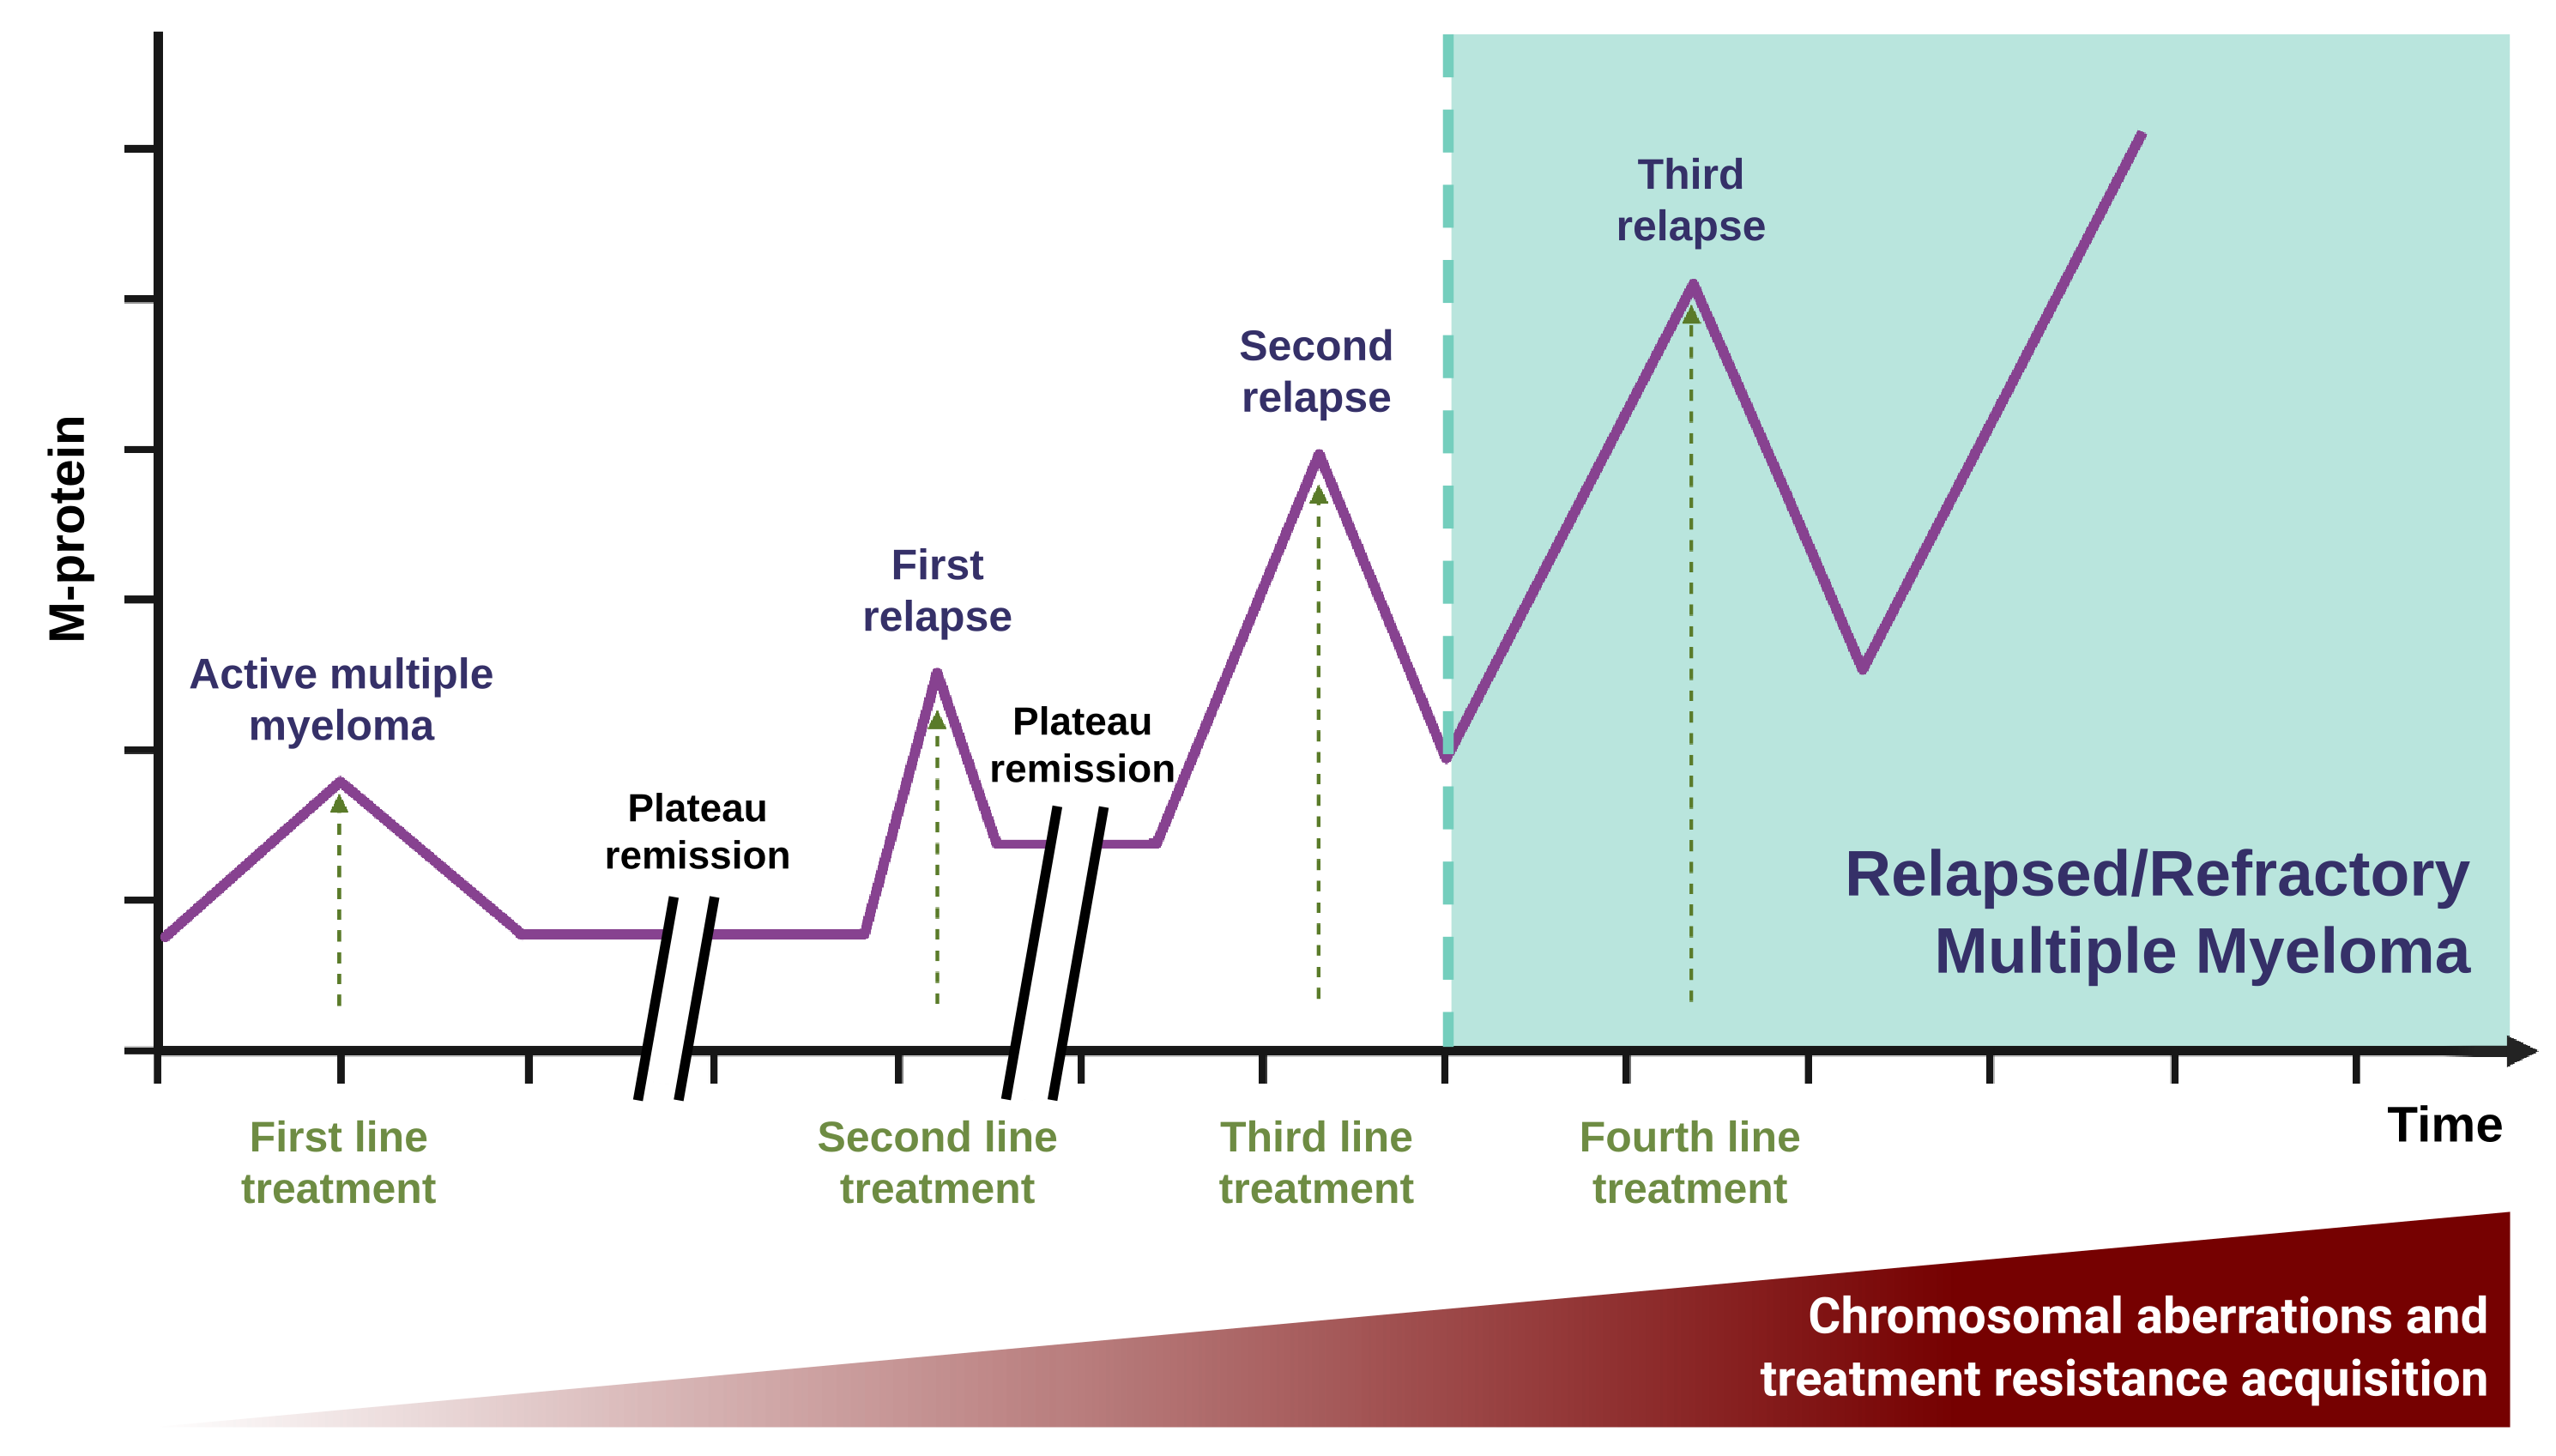 M-protein
Active multiple
myeloma
Plateau
remission
First
relapse
Plateau
remission
Second
relapse
Third
relapse
Relapsed/Refractory
Multiple Myeloma
First line
treatment
Second line
treatment
Third line
treatment
Fourth line
treatment
Time
Chromosomal aberrations and
treatment resistance acquisition